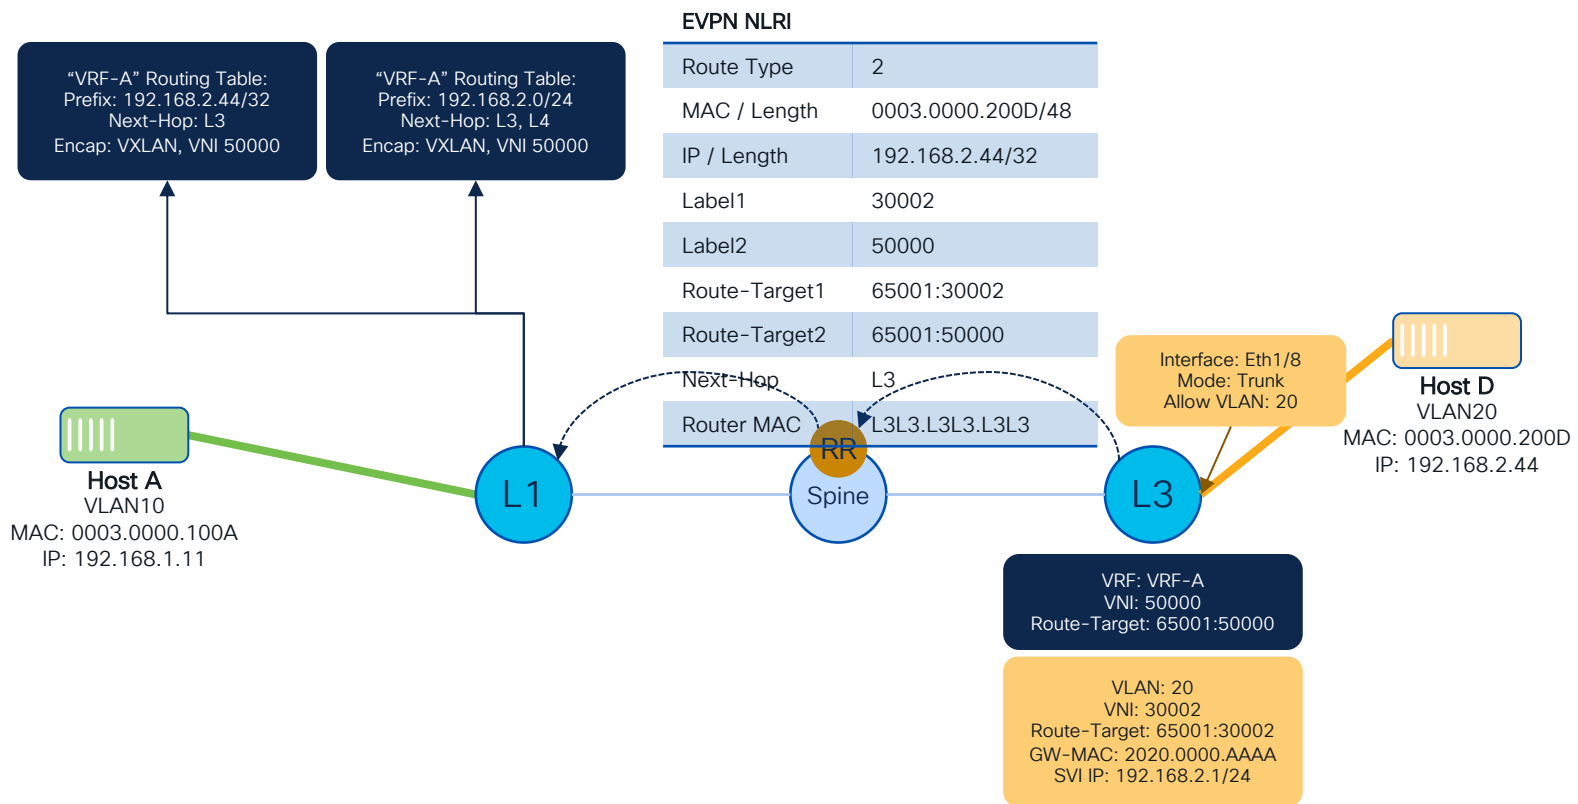 EVPN NLRI
"VRF-A" Routing Table:
Prefix: 192.168.2.44/32
Next-Hop: L3
Encap: VXLAN, VNI 50000
"VRF-A" Routing Table:
Prefix: 192.168.2.0/24
Next-Hop: L3, L4
Encap: VXLAN, VNI 50000
Route Type 2
MAC / Length 0003.0000.200D/48
IP / Length 192.168.2.44/32
Label1 30002
Label2 50000
Route-Target1 65001:30002
Route-Target2 65001:50000
Next-Hop L3
Router MAC L3L3.L3L3.L3L3
Interface: Eth1/8
Mode: Trunk
Allow VLAN: 20
Host D
VLAN20
MAC: 0003.0000.200D
IP: 192.168.2.44
Host A
VLAN10
MAC: 0003.0000.100A
IP: 192.168.1.11
L1
RR
Spine
L3
VRF: VRF-A
VNI: 50000
Route-Target: 65001:50000
VLAN: 20
VNI: 30002
Route-Target: 65001:30002
GW-MAC: 2020.0000.AAAA
SVI IP: 192.168.2.1/24